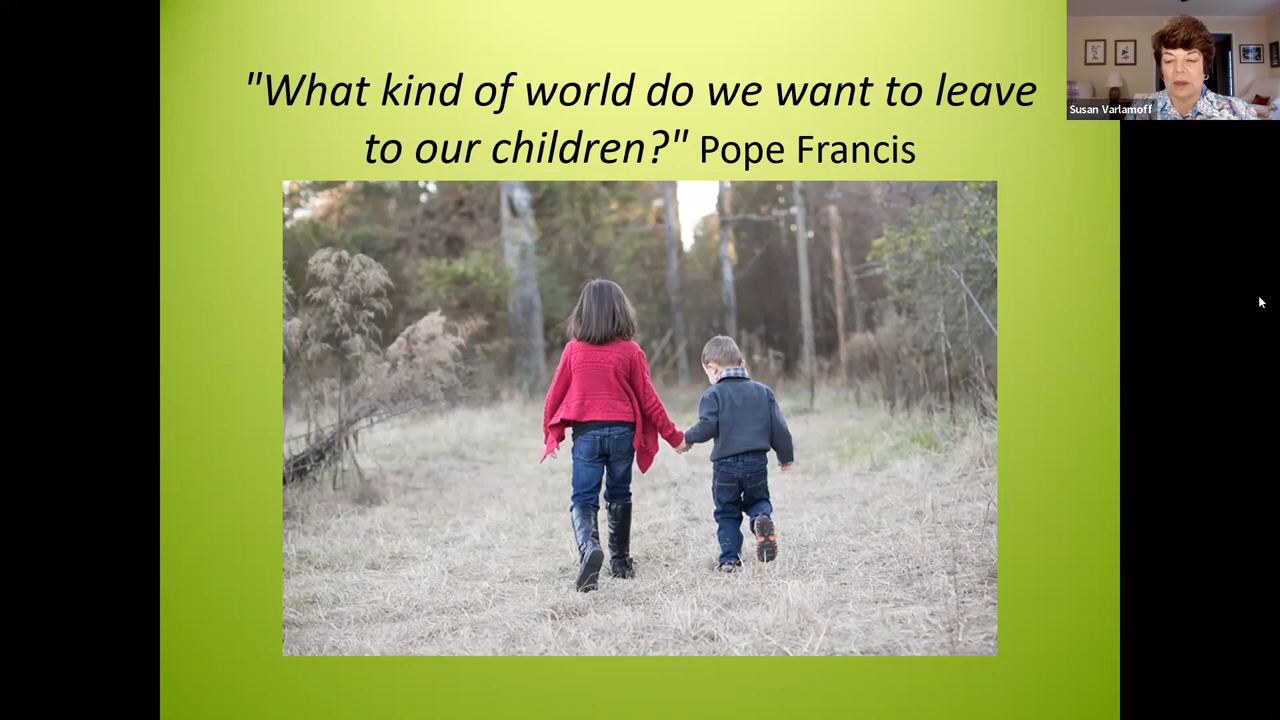 "What kind of world do we want to leave
to our children?" Pope Francis
Susan Varlamoff